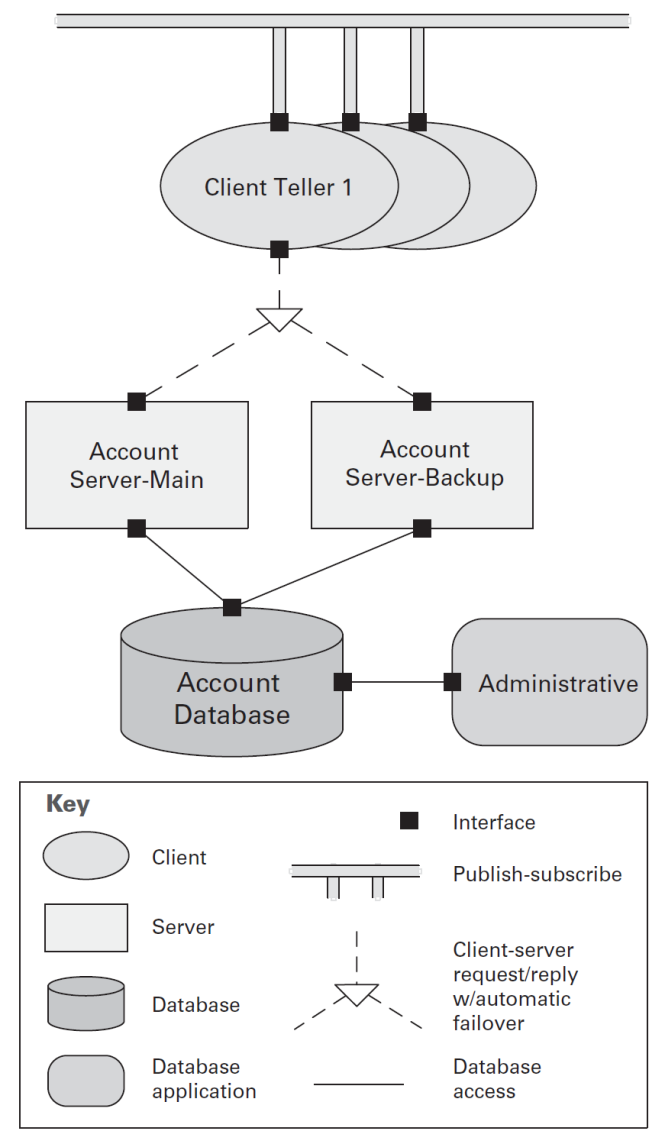 Client Teller 1
Account
Server-Main
Account
Server-Backup
Account
Database
Administrative
Key
Client
Server
Database
Database
application
Interface
Publish-subscribe
Client-server
request/reply
w/automatic
failover
Database
access